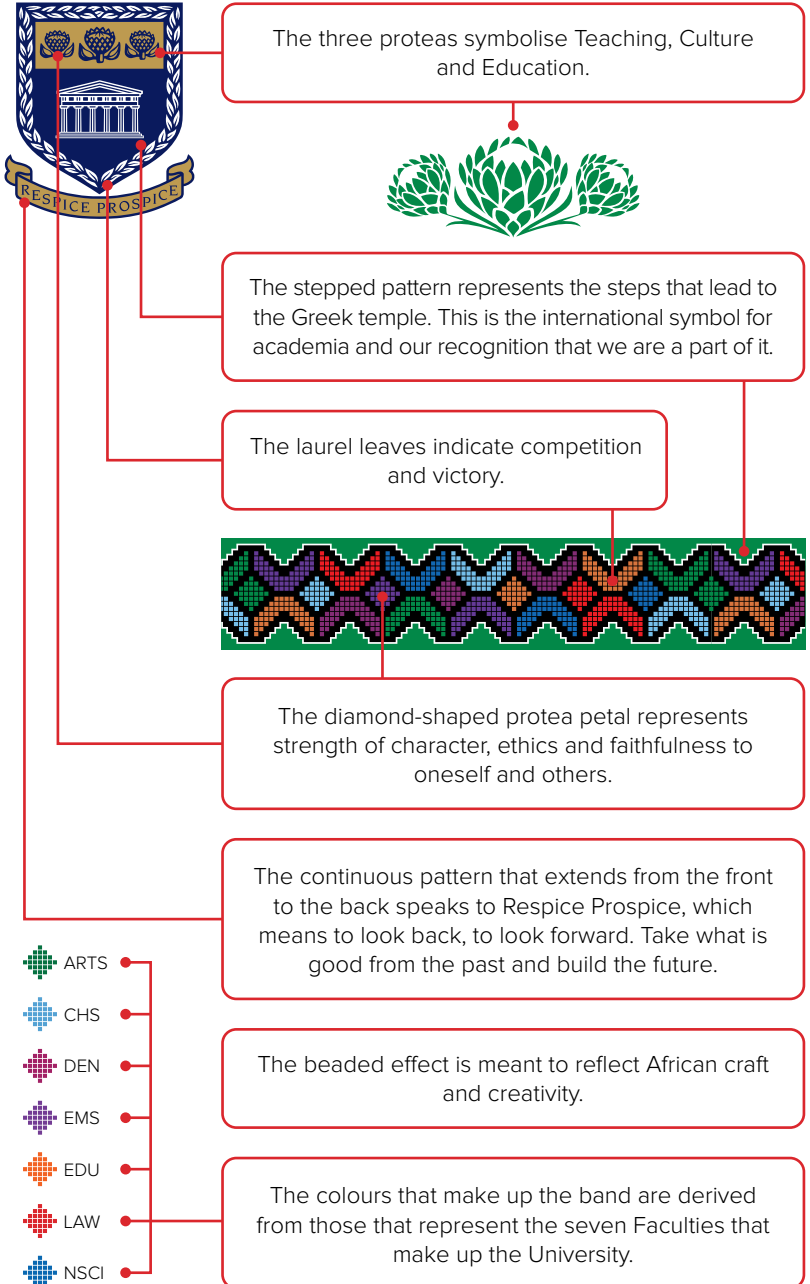 The three proteas symbolise Teaching, Culture
and Education.
RESPICE PROSPICE
The stepped pattern represents the steps that lead to
the Greek temple. This is the international symbol for
academia and our recognition that we are a part of it.
The laurel leaves indicate competition
and victory.
The diamond-shaped protea petal represents
strength of character, ethics and faithfulness to
oneself and others.
The continuous pattern that extends from the front
to the back speaks to Respice Prospice, which
means to look back, to look forward. Take what is
good from the past and build the future.
ARTS
CHS
DEN
EMS
EDU
LAW
NSCI
The beaded effect is meant to reflect African craft
and creativity.
The colours that make up the band are derived
from those that represent the seven Faculties that
make up the University.